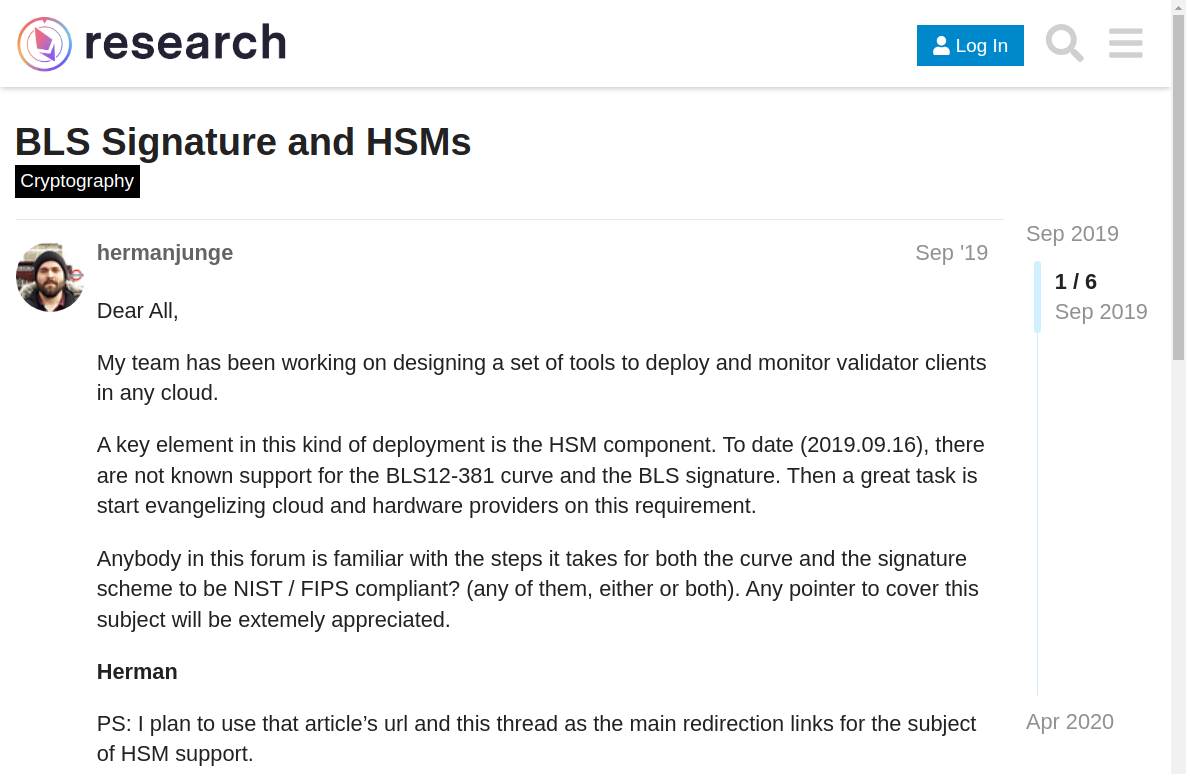 research
Log In
BLS Signature and HSMs
Cryptography
hermanjunge
Sep '19
Sep 2019
1 / 6
Sep 2019
Dear All,
My team has been working on designing a set of tools to deploy and monitor validator clients
in any cloud.
A key element in this kind of deployment is the HSM component. To date (2019.09.16), there
are not known support for the BLS12-381 curve and the BLS signature. Then a great task is
start evangelizing cloud and hardware providers on this requirement.
Anybody in this forum is familiar with the steps it takes for both the curve and the signature
scheme to be NIST / FIPS compliant? (any of them, either or both). Any pointer to cover this
subject will be extemely appreciated.
Herman
PS: I plan to use that article’s url and this thread as the main redirection links for the subject
of HSM support.
Apr 2020